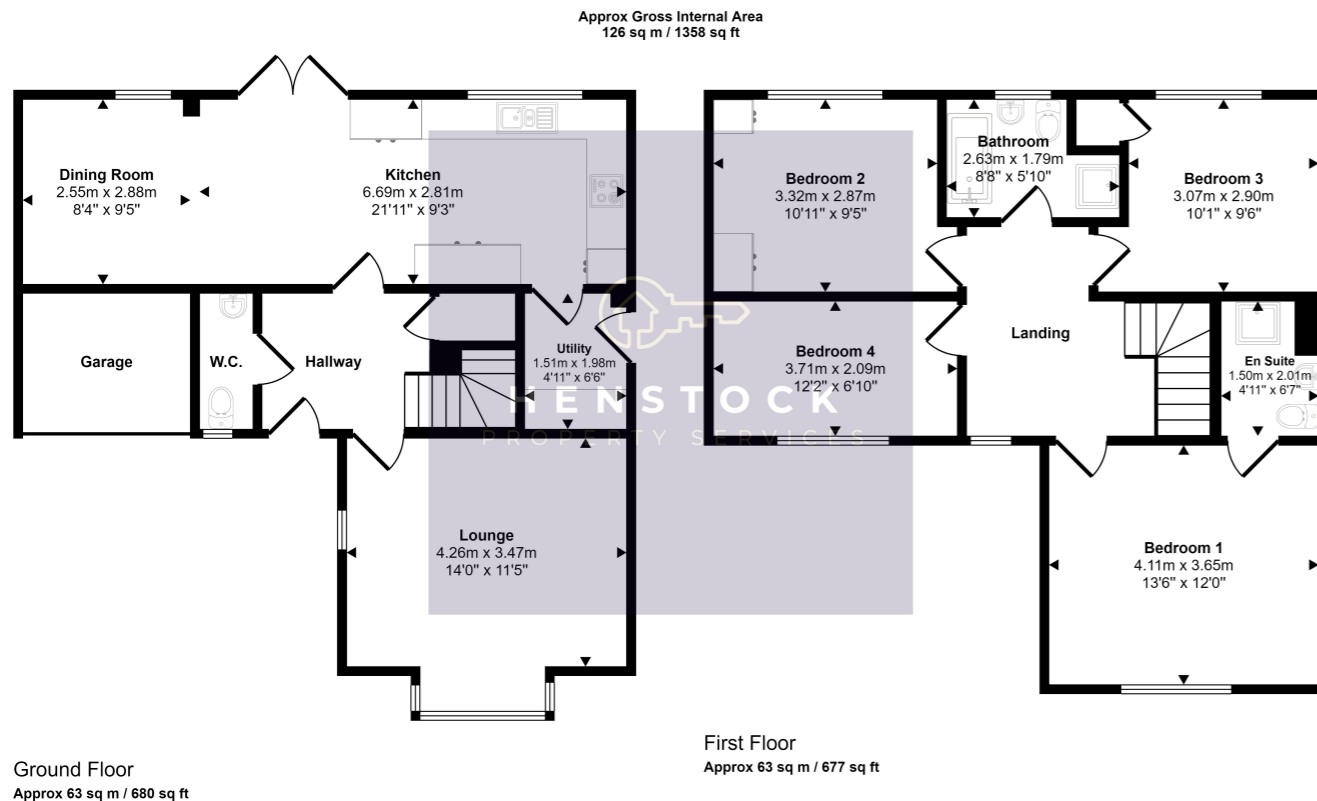 Approx Gross Internal Area
126 sq m / 1358 sq ft
Dining Room
2.55m x 2.88m
8'4" x 9'5"
Kitchen
6.69m x 2.81m
21'11" x 9'3"
Garage
W.C.
Hallway
Utility
1.51m x 1.98m
4'11" x 6'6"
Lounge
4.26m x 3.47m
14'0" x 11'5"
Ground Floor
Approx 63 sq m / 680 sq ft
Bedroom 2
3.32m x 2.87m
10'11" x 9'5"
Bathroom
2.63m x 1.79m
8'8" x 5'10"
Bedroom 3
3.07m x 2.90m
10'1" x 9'6"
Bedroom 4
3.71m x 2.09m
12'2" x 6'10"
Landing
En Suite
1.50m x 2.01m
4'11" x 6'7"
Bedroom 1
4.11m x 3.65m
13'6" x 12'0"
First Floor
Approx 63 sq m / 677 sq ft
HENSTOCK
PROPERTY SERVICES